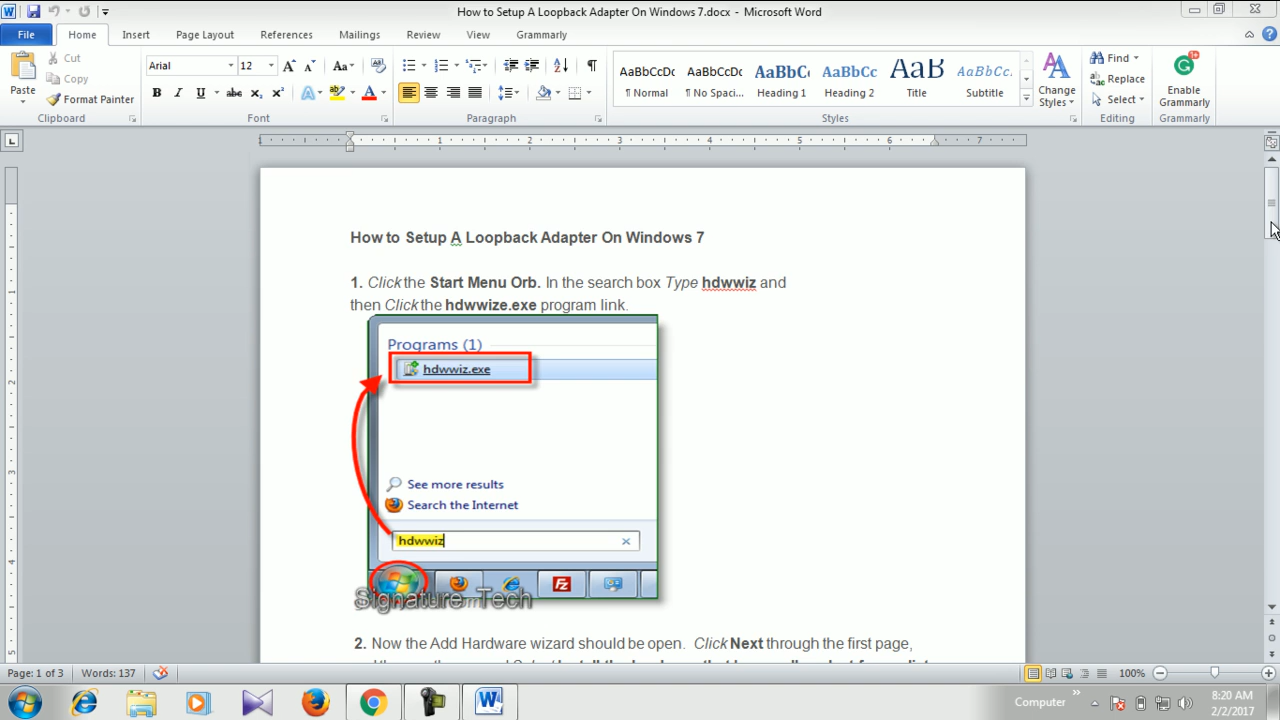 How to Setup A Loopback Adapter On Windows 7.docx - Microsoft Word
File Home Insert Page Layout References Mailings Review View Grammarly
Paste
Cut
Copy
Format Painter
Clipboard
Arial 12
Font
Paragraph
AaBbCcDc AaBbCcDc AaBbC AaBbCc AaB AaBbCcL
¶ Normal ¶ No Spaci... Heading 1 Heading 2 Title Subtitle
Styles
Change
Styles
Find
Replace
Select
Editing
Enable
Grammarly
Grammarly
How to Setup A Loopback Adapter On Windows 7
1. Click the Start Menu Orb. In the search box Type hdwwiz and
then Click the hdwwize.exe program link.
Programs (1)
hdwwiz.exe
See more results
Search the Internet
hdwwiz
Signature Tech
2. Now the Add Hardware wizard should be open. Click Next through the first page,
Page: 1 of 3 Words: 137 100%
Computer
8:20 AM
2/2/2017